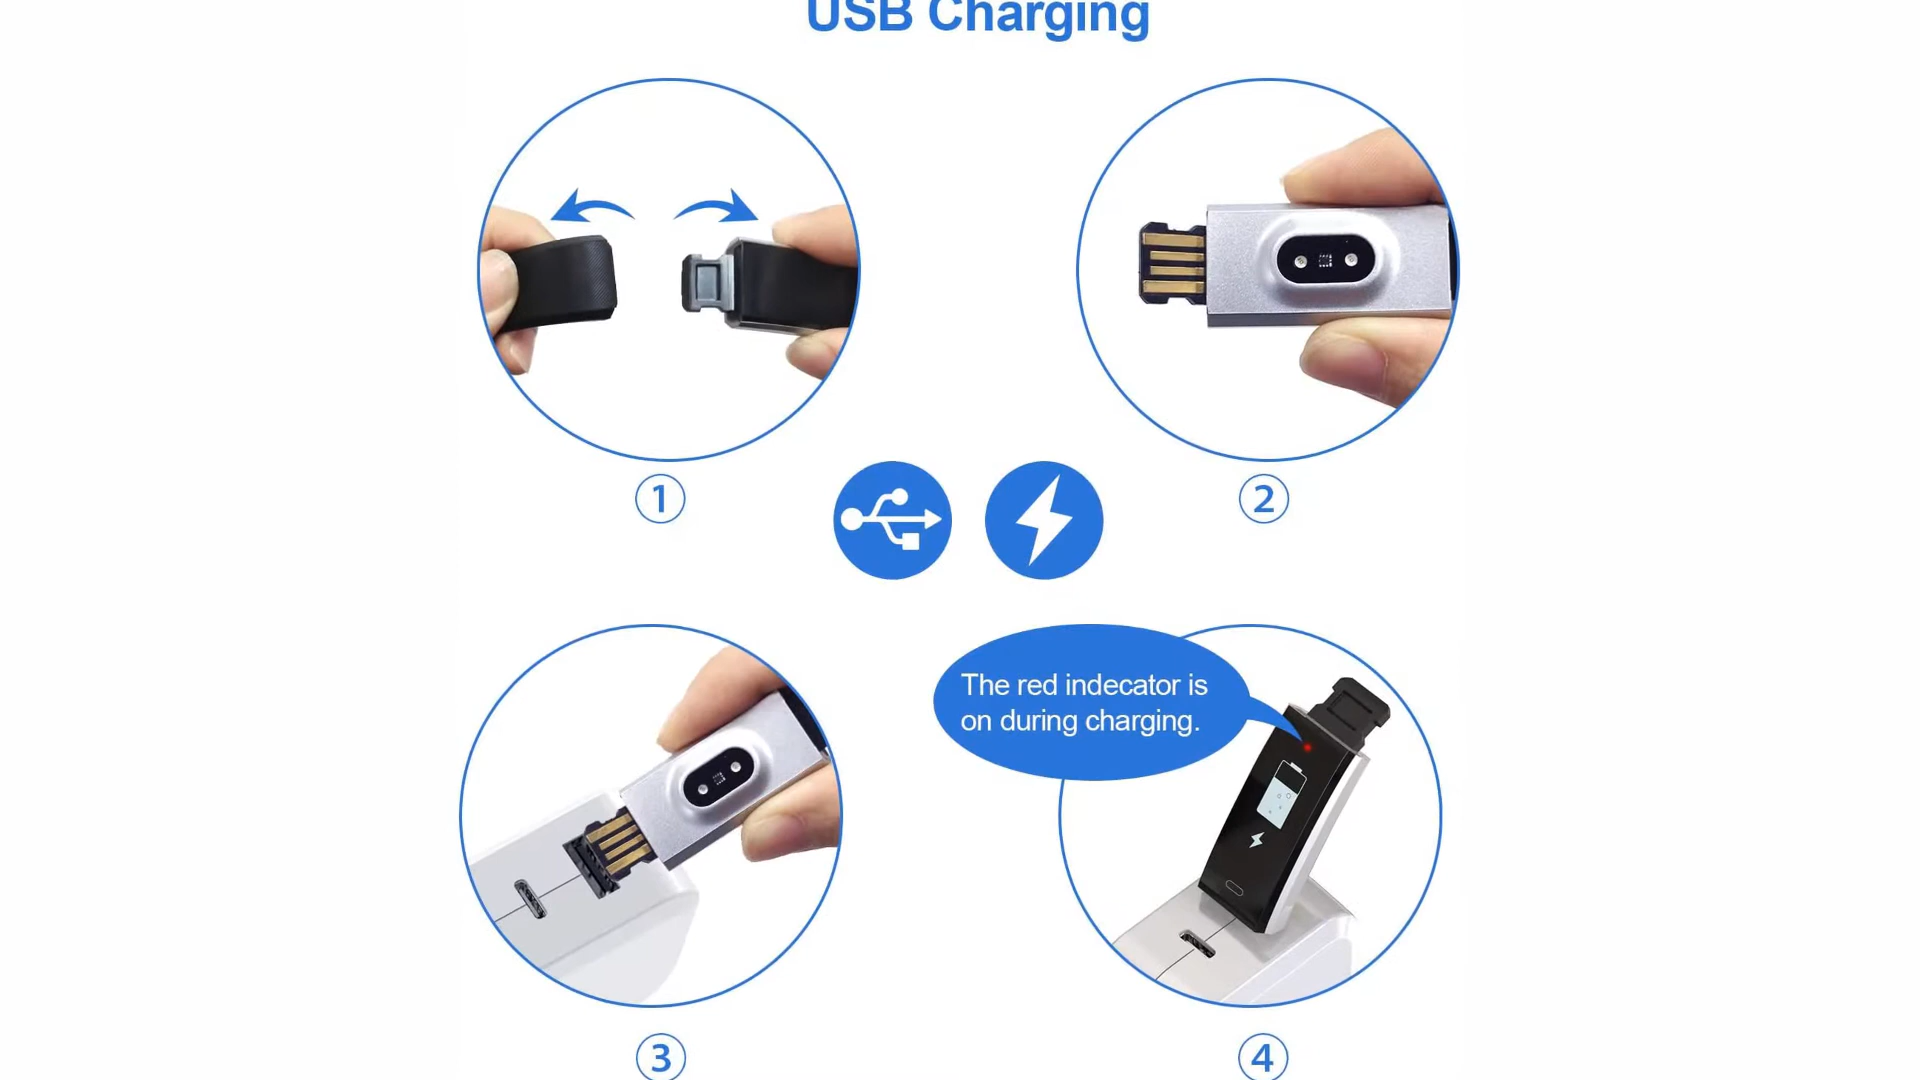 USB Charging
1
2
The red indecator is
on during charging.
3
4